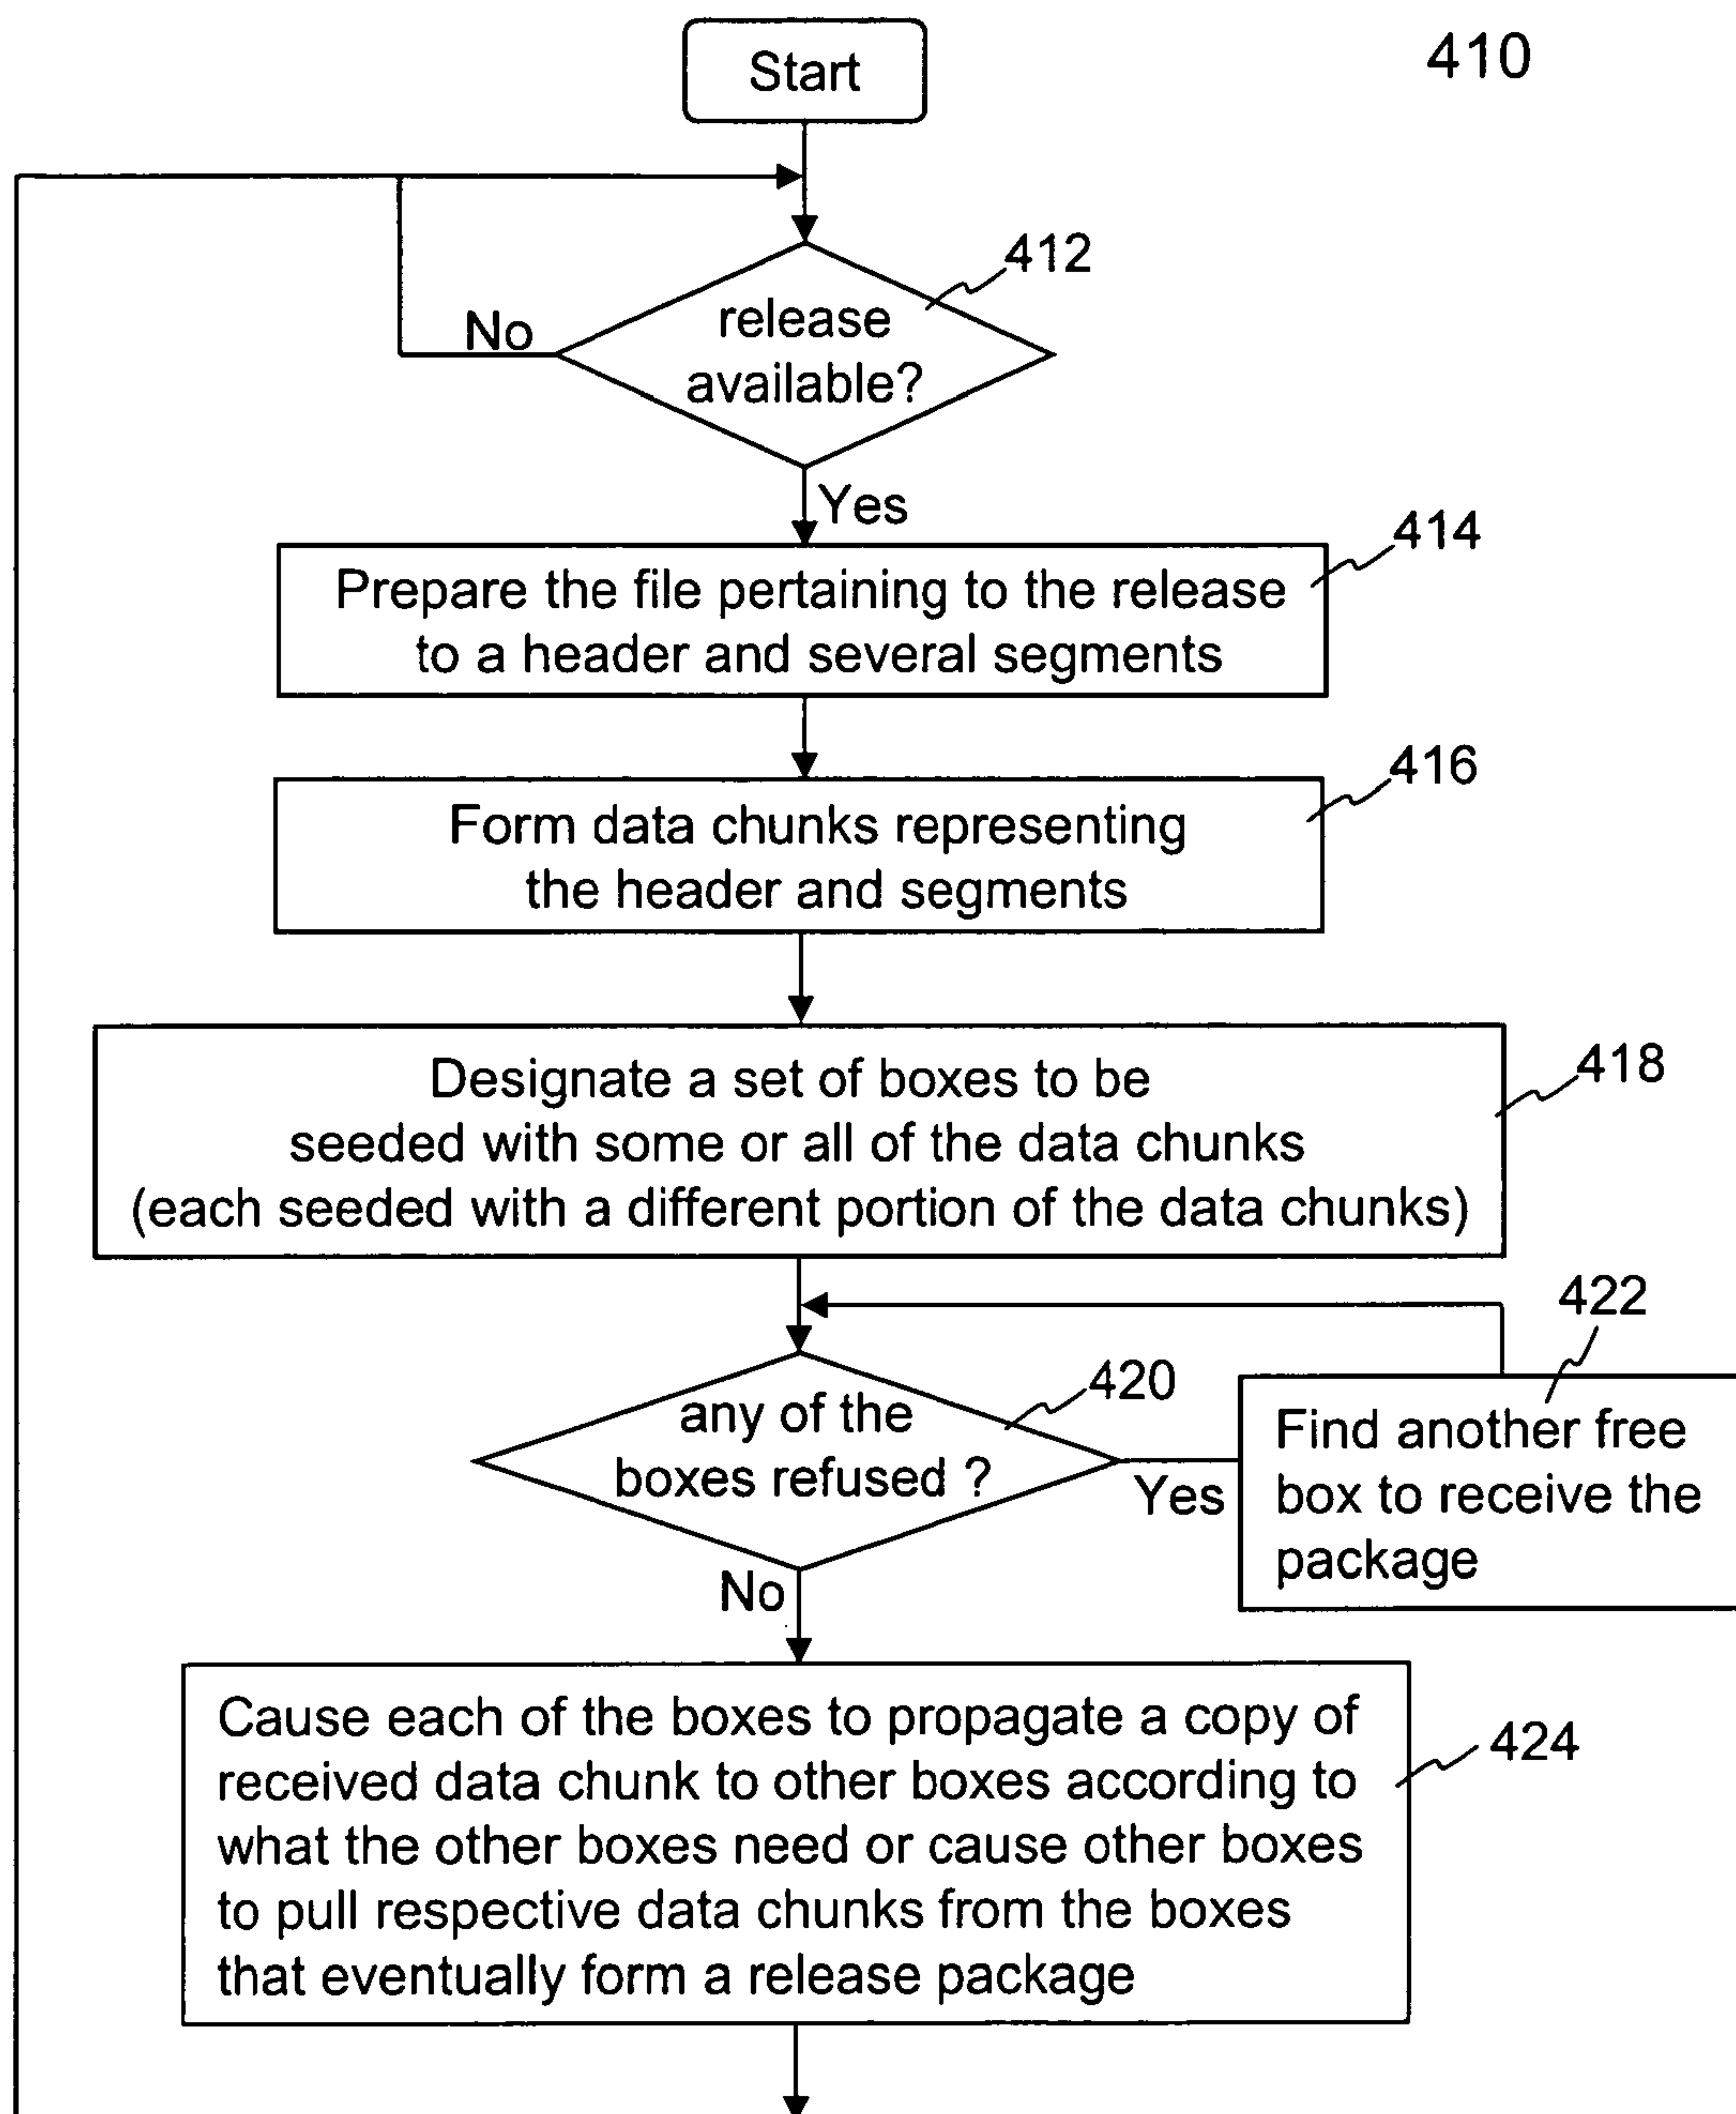 Start
410
412
release
available?
No
Yes
414
Prepare the file pertaining to the release
to a header and several segments
416
Form data chunks representing
the header and segments
418
Designate a set of boxes to be
seeded with some or all of the data chunks
(each seeded with a different portion of the data chunks)
420
any of the
boxes refused ?
Yes
422
Find another free
box to receive the
package
No
424
Cause each of the boxes to propagate a copy of
received data chunk to other boxes according to
what the other boxes need or cause other boxes
to pull respective data chunks from the boxes
that eventually form a release package